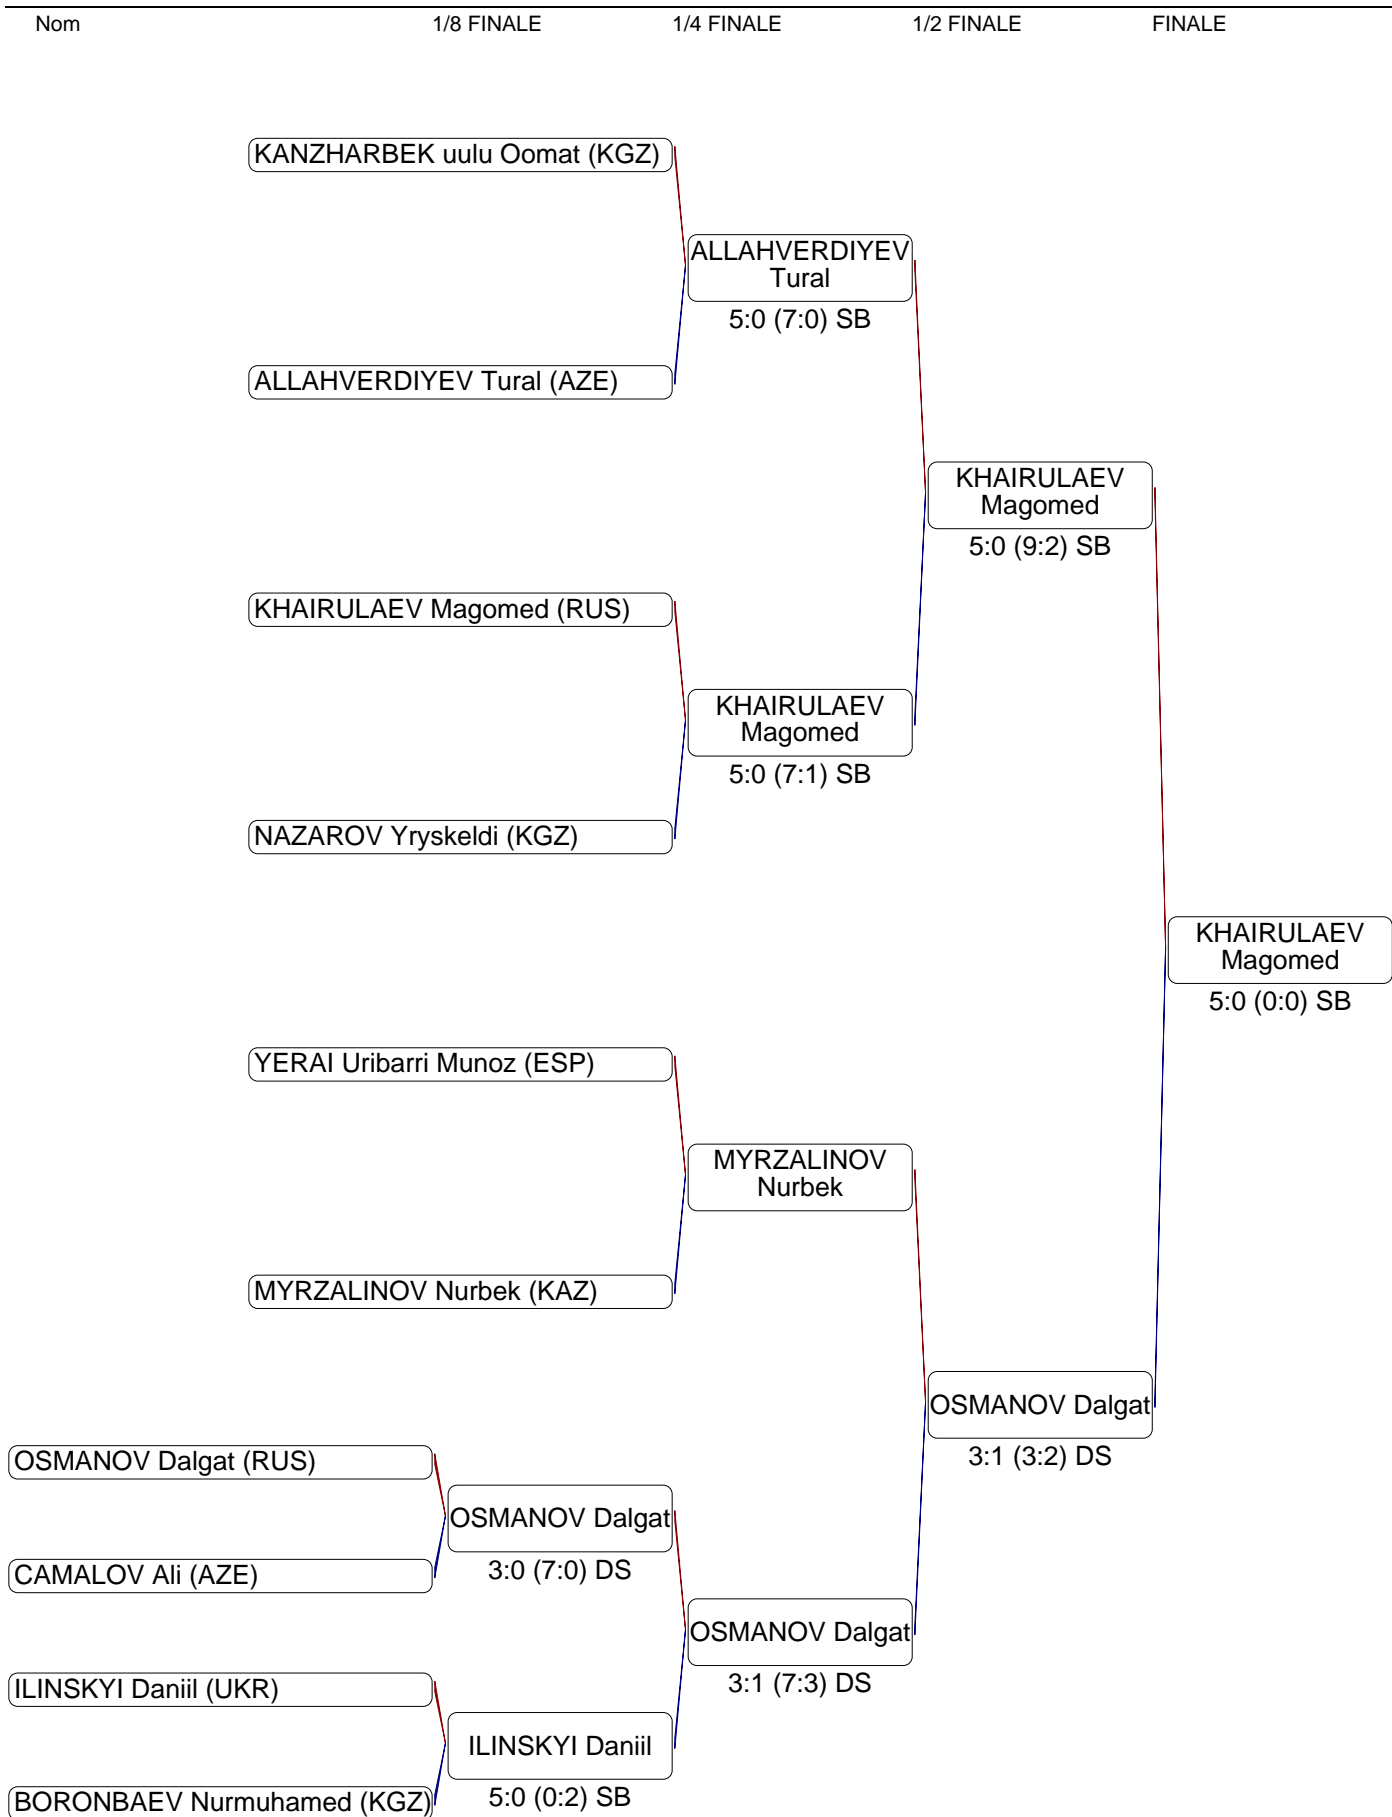 Nom 1/8 FINALE 1/4 FINALE 1/2 FINALE FINALE
KANZHARBEK uulu Oomat (KGZ)
ALLAHVERDIYEV
Tural
5:0 (7:0) SB
ALLAHVERDIYEV Tural (AZE)
KHAIRULAEV
Magomed
5:0 (9:2) SB
KHAIRULAEV Magomed (RUS)
KHAIRULAEV
Magomed
5:0 (7:1) SB
NAZAROV Yryskeldi (KGZ)
KHAIRULAEV
Magomed
5:0 (0:0) SB
YERAI Uribarri Munoz (ESP)
MYRZALINOV
Nurbek
MYRZALINOV Nurbek (KAZ)
OSMANOV Dalgat
3:1 (3:2) DS
OSMANOV Dalgat (RUS)
OSMANOV Dalgat
3:0 (7:0) DS
CAMALOV Ali (AZE)
OSMANOV Dalgat
3:1 (7:3) DS
ILINSKYI Daniil (UKR)
ILINSKYI Daniil
5:0 (0:2) SB
BORONBAEV Nurmuhamed (KGZ)